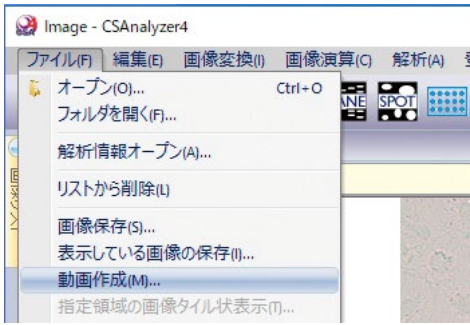 Image - CSAnalyzer4
ファイル(F) 編集(E) 画像変換(I) 画像演算(C) 解析(A)
オープン(O)... Ctrl+O
フォルダを開く(F)...
解析情報オープン(A)...
リストから削除(L)
画像保存(S)...
表示している画像の保存(I)...
動画作成(M)...
指定領域の画像タイル状表示(T)...
ANE SPOT